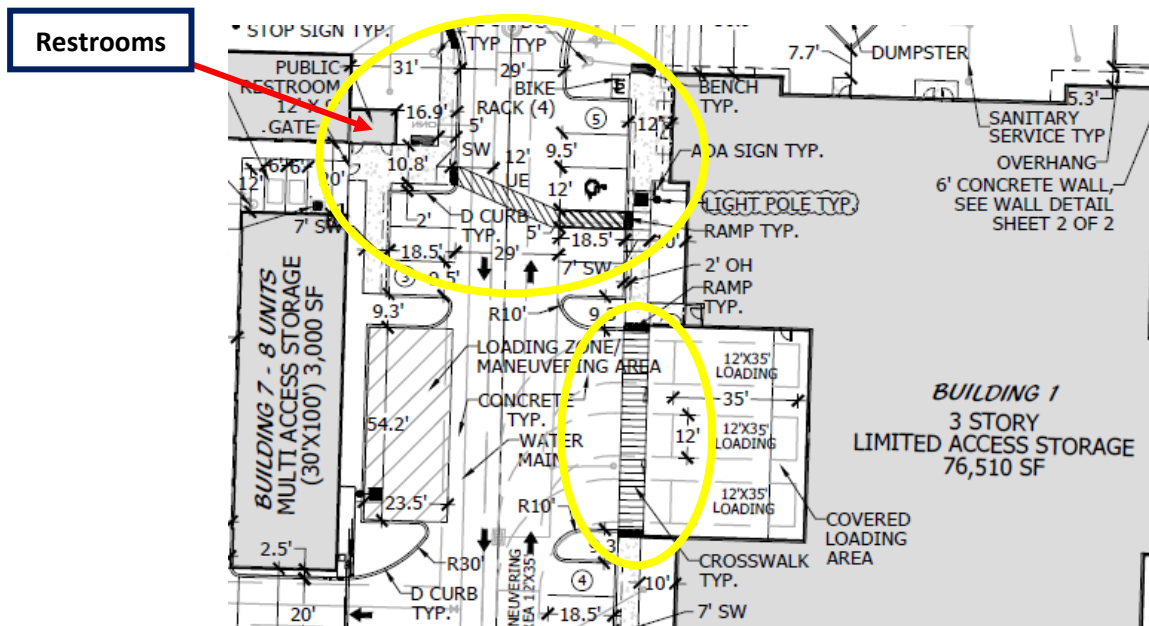 Restrooms
STOP SIGN TYP.
TYP
TYP
PUBLIC
RESTROOM
GATE
31'
29'
16.9'
BIKE
RACK (4)
5'
SW
5
12'
BENCH
TYP.
7.7'
DUMPSTER
5.3'
SANITARY
SERVICE TYP
OVERHANG
6' CONCRETE WALL,
SEE WALL DETAIL
SHEET 2 OF 2
9.5'
ADA SIGN TYP.
10.8'
12'
UE
12'
LIGHT POLE TYP.
6'
6'
20'
12'
7' SW
2'
D CURB
TYP.
5'
RAMP TYP.
18.5'
29'
18.5'
7' SW
2' OH
RAMP
TYP.
3
9.3'
R10'
BUILDING 7 - 8 UNITS
MULTI ACCESS STORAGE
(30'X100') 3,000 SF
LOADING ZONE/
MANEUVERING AREA
CONCRETE
TYP.
WATER
MAIN
54.2'
23.5'
12'X35'
LOADING
35'
12'
12'X35'
LOADING
12'X35'
LOADING
BUILDING 1
3 STORY
LIMITED ACCESS STORAGE
76,510 SF
R10'
COVERED
LOADING
AREA
CROSSWALK
TYP.
2.5'
R30'
D CURB
TYP.
4
10'
20'
18.5'
7' SW